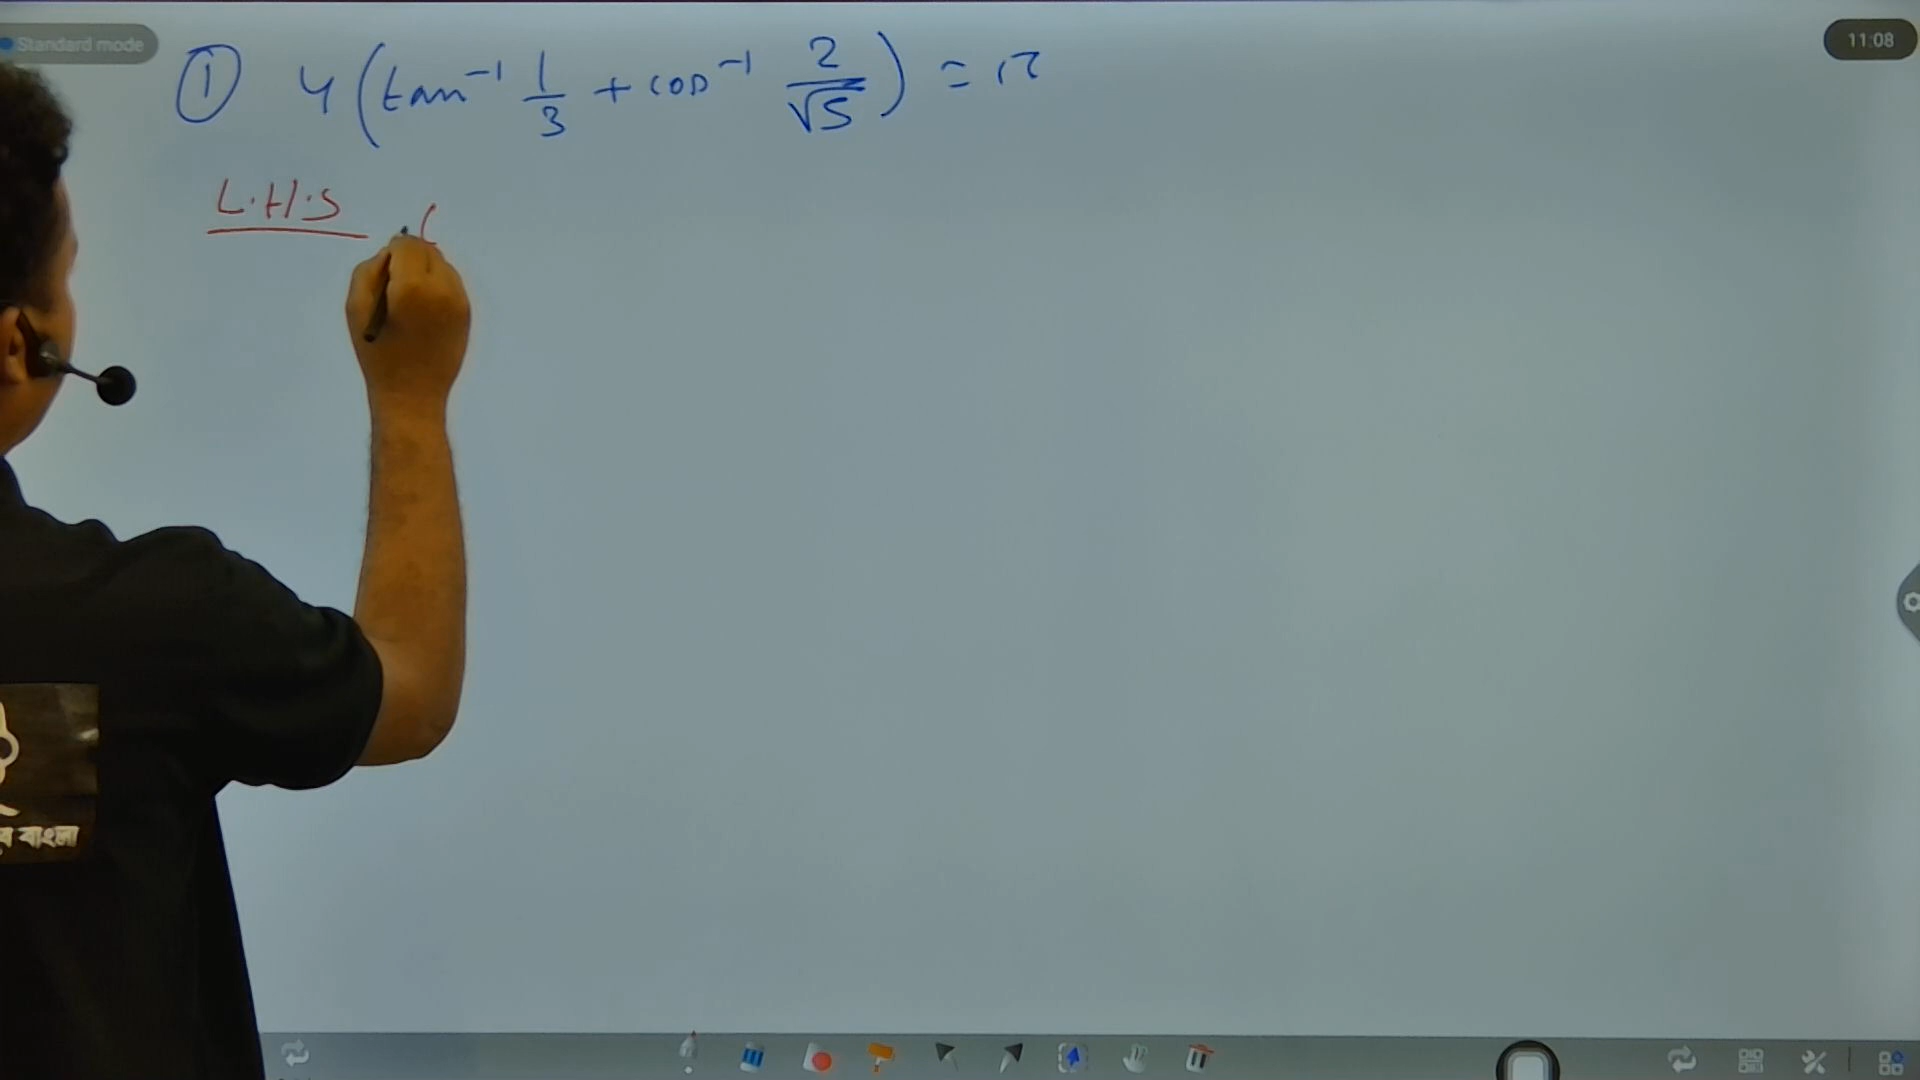 Standard mode
11:08
① 4(tan⁻¹ 1/3 + cos⁻¹ 2/√5) = π
L.H.S (
বাংলা